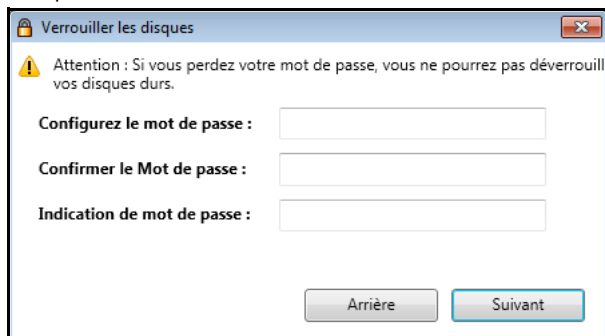 Verrouiller les disques
Attention : Si vous perdez votre mot de passe, vous ne pourrez pas déverrouill
vos disques durs.
Configurez le mot de passe :
Confirmer le Mot de passe :
Indication de mot de passe :
Arrière
Suivant